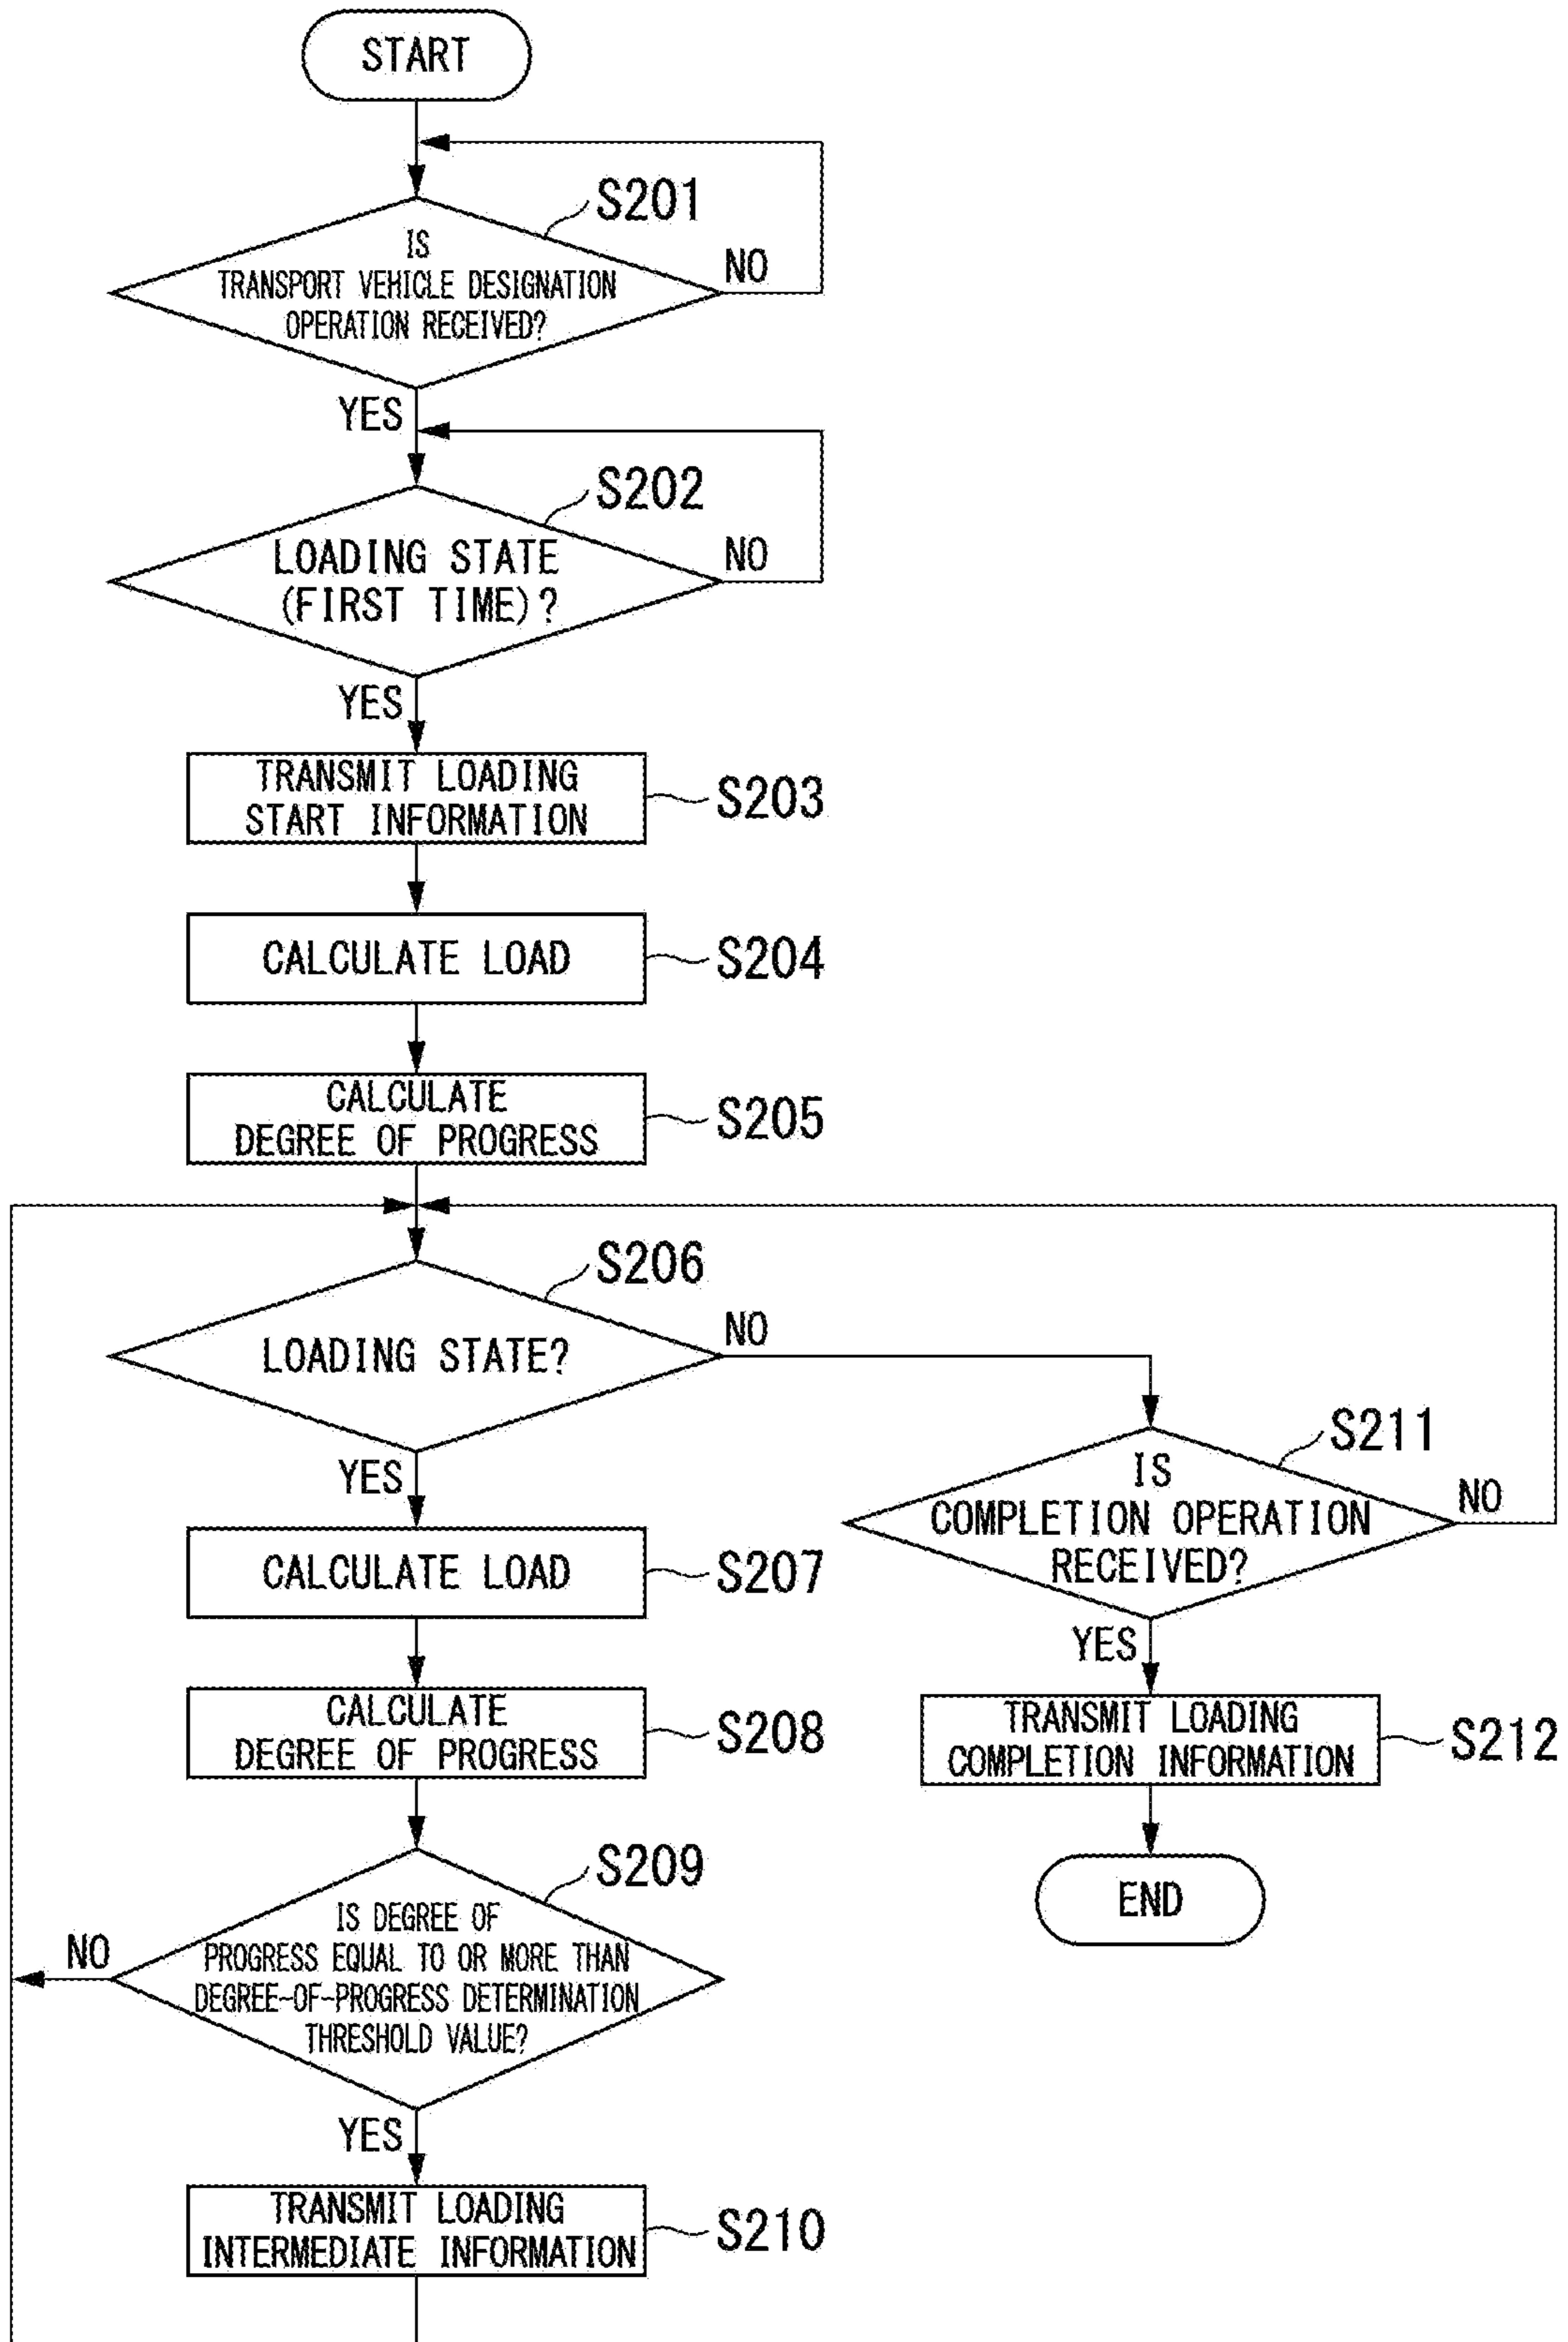 START
S201
IS
TRANSPORT VEHICLE DESIGNATION
OPERATION RECEIVED?
NO
YES
S202
LOADING STATE
(FIRST TIME)?
NO
YES
TRANSMIT LOADING
START INFORMATION
S203
CALCULATE LOAD
S204
CALCULATE
DEGREE OF PROGRESS
S205
S206
LOADING STATE?
NO
YES
S211
IS
COMPLETION OPERATION
RECEIVED?
NO
YES
CALCULATE LOAD
S207
CALCULATE
DEGREE OF PROGRESS
S208
TRANSMIT LOADING
COMPLETION INFORMATION
S212
END
S209
IS DEGREE OF
PROGRESS EQUAL TO OR MORE THAN
DEGREE-OF-PROGRESS DETERMINATION
THRESHOLD VALUE?
NO
YES
TRANSMIT LOADING
INTERMEDIATE INFORMATION
S210